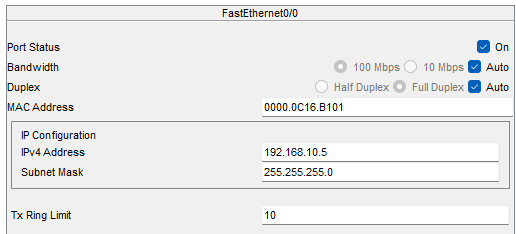 FastEthernet0/0
Port Status On
Bandwidth 100 Mbps 10 Mbps Auto
Duplex Half Duplex Full Duplex Auto
MAC Address 0000.0C16.B101
IP Configuration
IPv4 Address 192.168.10.5
Subnet Mask 255.255.255.0
Tx Ring Limit 10